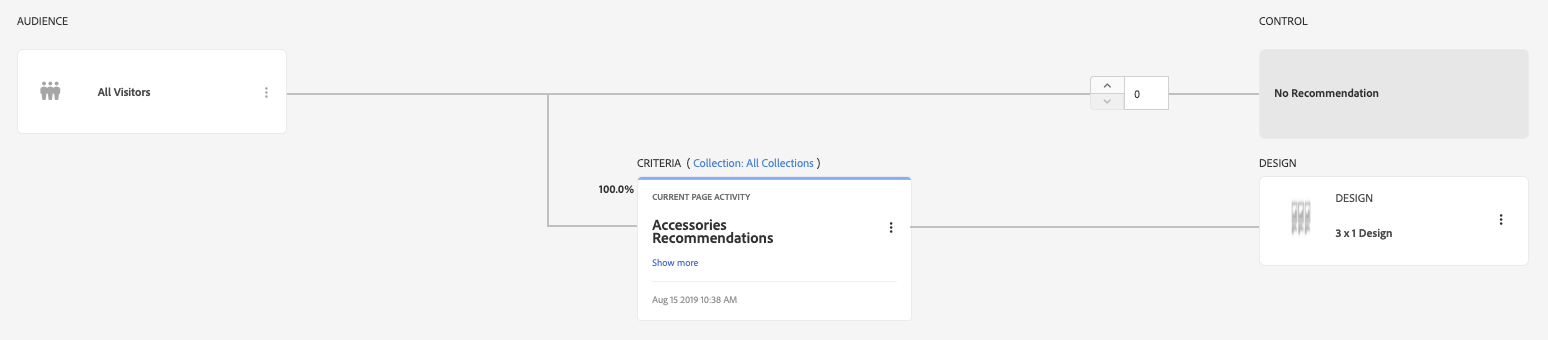 AUDIENCE
CONTROL
All Visitors
0
No Recommendation
CRITERIA ( Collection: All Collections )
DESIGN
100.0%
CURRENT PAGE ACTIVITY
Accessories
Recommendations
Show more
Aug 15 2019 10:38 AM
DESIGN
3 x 1 Design